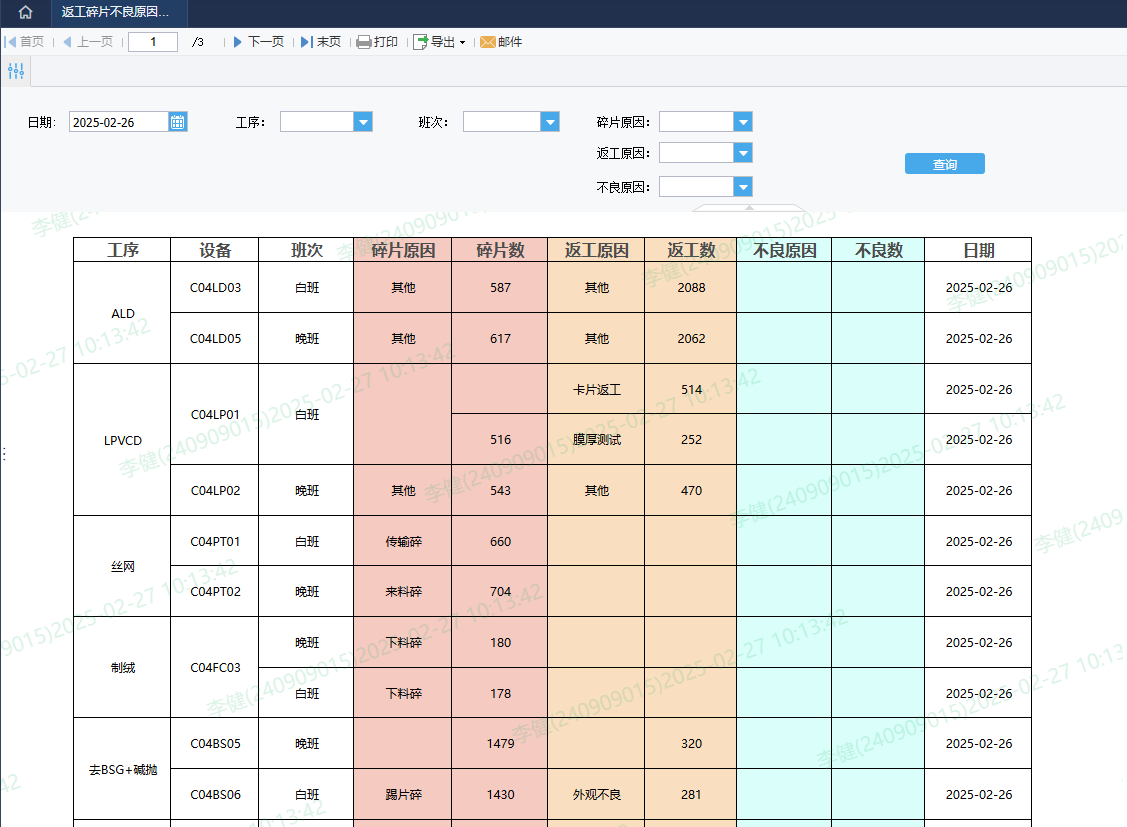 返工碎片不良原因...
首页 上一页 1 /3 下一页 末页 打印 导出 邮件
日期: 2025-02-26 工序: 班次: 碎片原因:
返工原因:
查询
不良原因:
工序 设备 班次 碎片原因 碎片数 返工原因 返工数 不良原因 不良数 日期
ALD C04LD03 白班 其他 587 其他 2088 2025-02-26
C04LD05 晚班 其他 617 其他 2062 2025-02-26
LPVCD C04LP01 白班 卡片返工 514 2025-02-26
516 膜厚测试 252 2025-02-26
C04LP02 晚班 其他 543 其他 470 2025-02-26
丝网 C04PT01 白班 传输碎 660 2025-02-26
C04PT02 晚班 来料碎 704 2025-02-26
制绒 C04FC03 晚班 下料碎 180 2025-02-26
白班 下料碎 178 2025-02-26
去BSG+碱抛 C04BS05 晚班 1479 320 2025-02-26
C04BS06 白班 踢片碎 1430 外观不良 281 2025-02-26
李健(240909015)2025-02-27 10:13:42